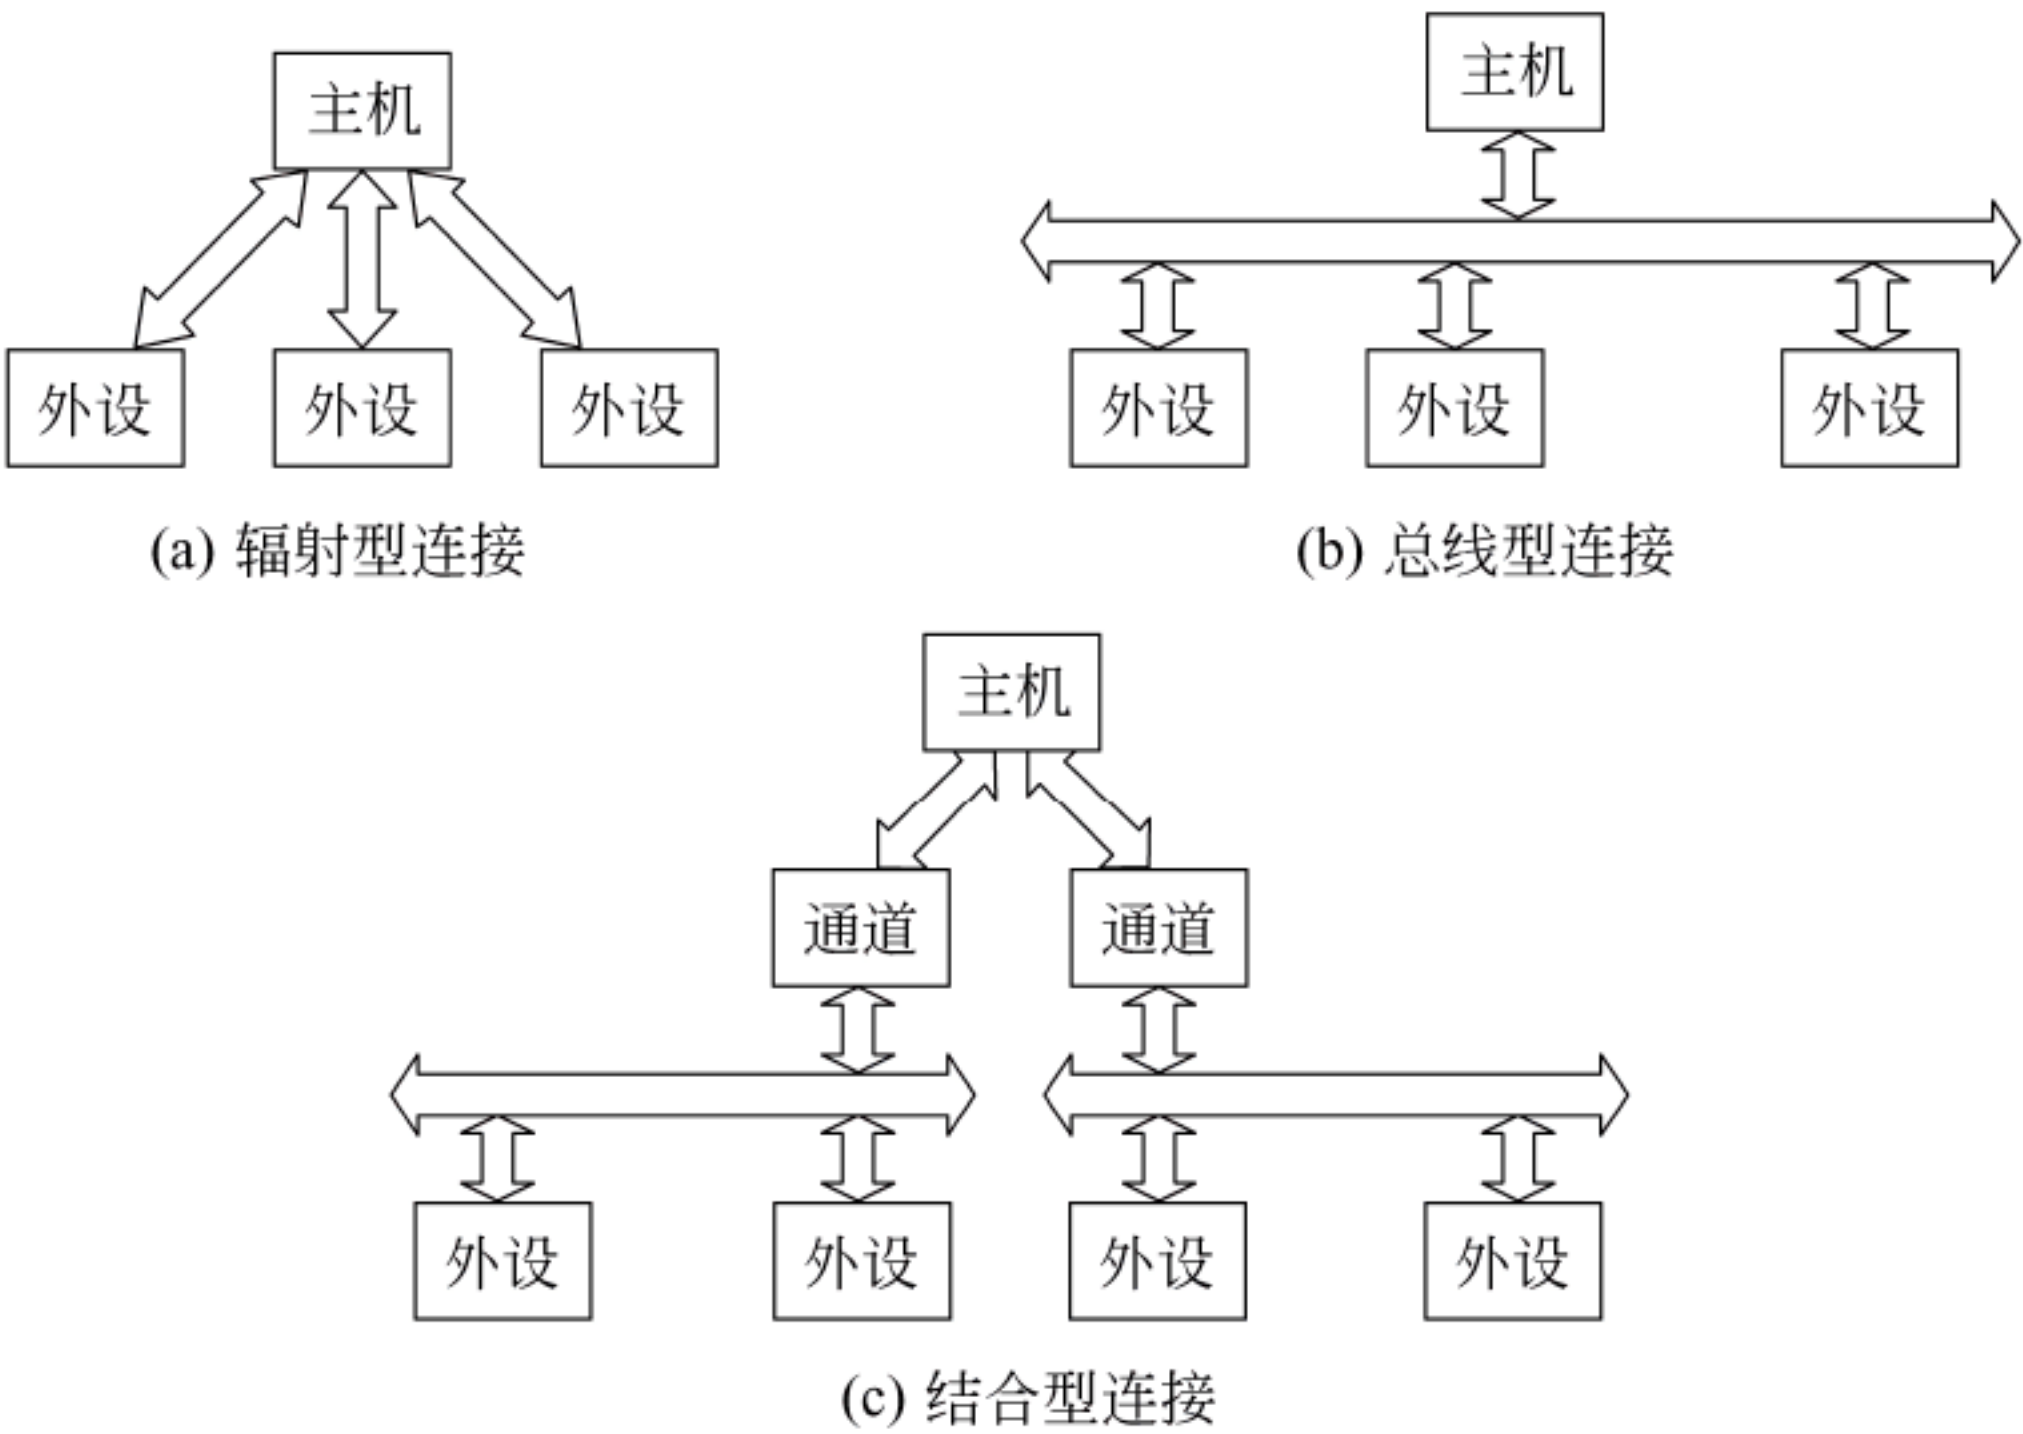 主机
外设
外设
外设
(a) 辐射型连接
主机
外设
外设
外设
(b) 总线型连接
主机
通道
通道
外设
外设
外设
外设
(c) 结合型连接